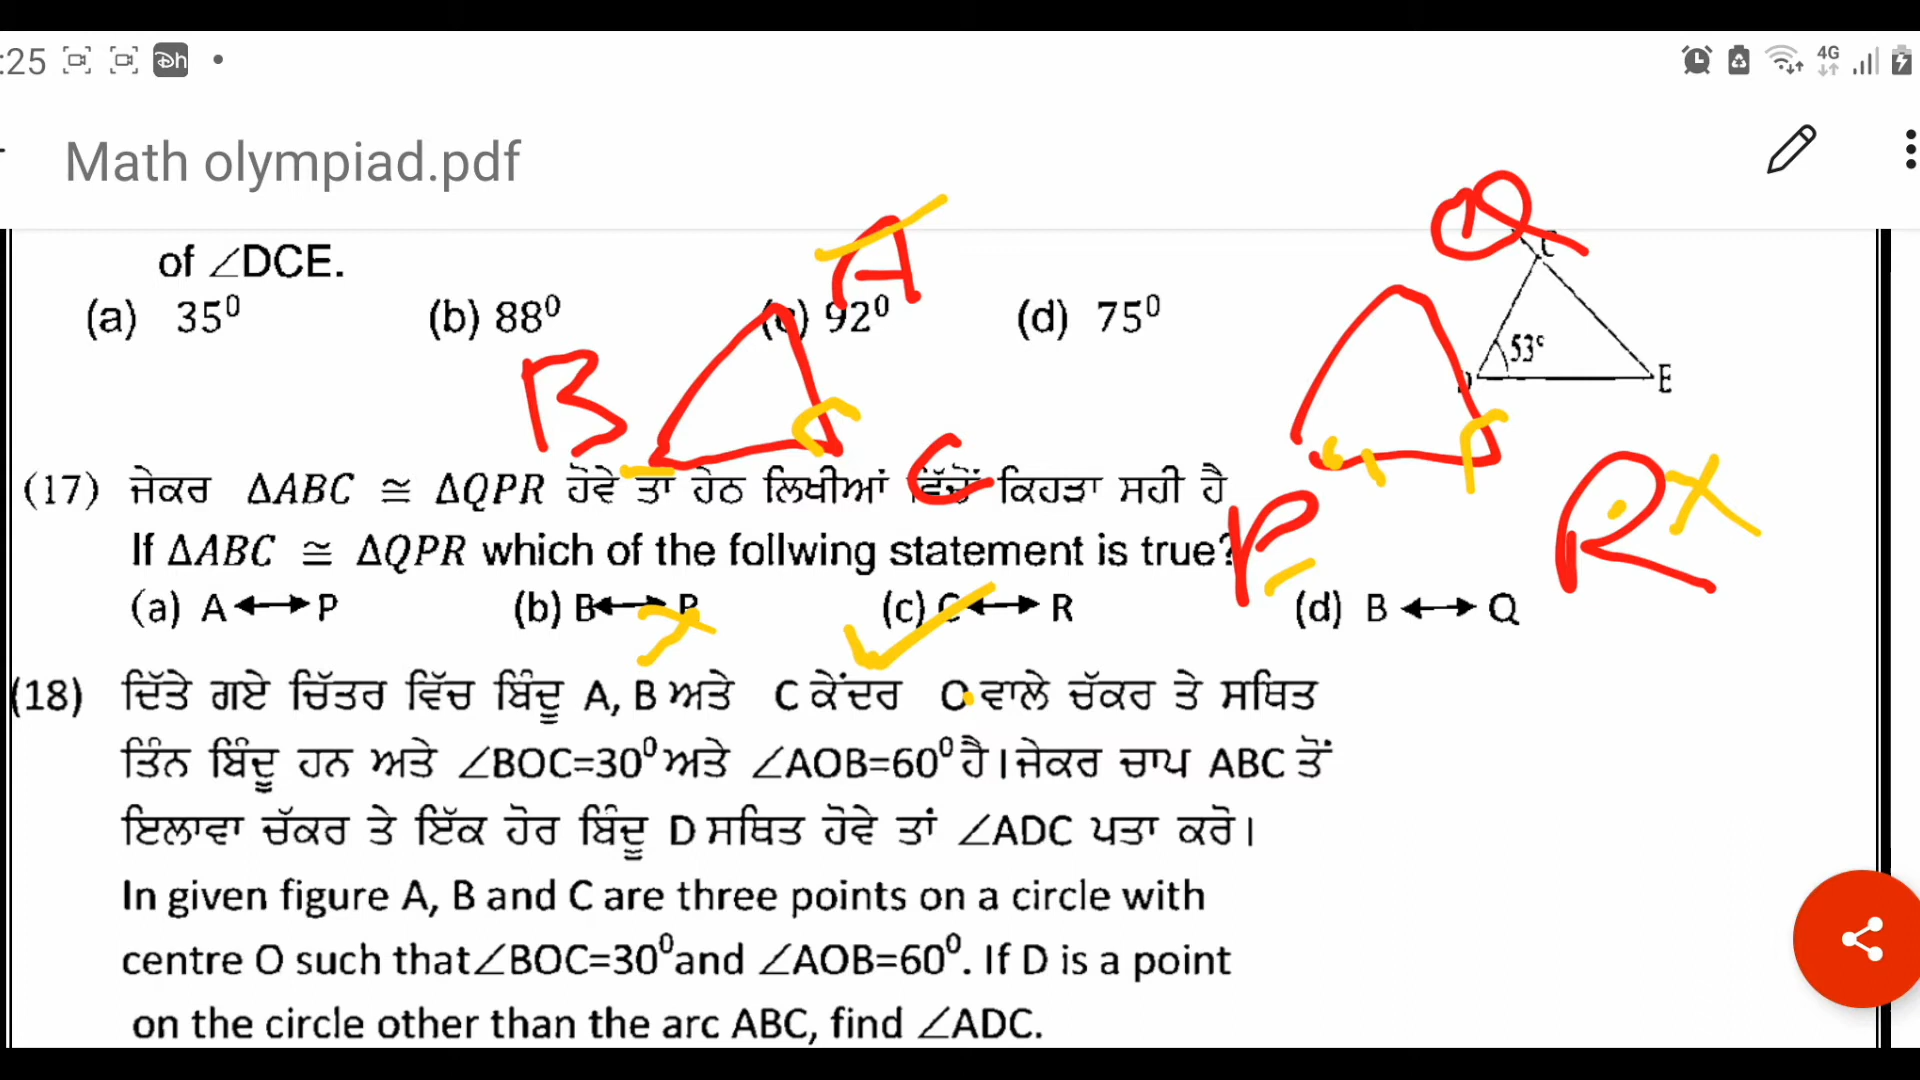 :25 Dh 4G
Math olympiad.pdf
of ∠DCE.
(a) 35⁰ (b) 88⁰ (c) 92⁰ (d) 75⁰
A
B
C
Q
P
R
C
53°
D E
(17) ਜੇਕਰ ΔABC ≅ ΔQPR ਹੋਵੇ ਤਾਂ ਹੇਠ ਲਿਖੀਆਂ ਵਿੱਚੋਂ ਕਿਹੜਾ ਸਹੀ ਹੈ
If ΔABC ≅ ΔQPR which of the follwing statement is true?
(a) A↔P (b) B↔ (c) C↔R (d) B↔Q
(18) ਦਿੱਤੇ ਗਏ ਚਿੱਤਰ ਵਿੱਚ ਬਿੰਦੂ A, B ਅਤੇ C ਕੇਂਦਰ O ਵਾਲੇ ਚੱਕਰ ਤੇ ਸਥਿਤ
ਤਿੰਨ ਬਿੰਦੂ ਹਨ ਅਤੇ ∠BOC=30⁰ਅਤੇ ∠AOB=60⁰ਹੈ।ਜੇਕਰ ਚਾਪ ABC ਤੋਂ
ਇਲਾਵਾ ਚੱਕਰ ਤੇ ਇੱਕ ਹੋਰ ਬਿੰਦੂ D ਸਥਿਤ ਹੋਵੇ ਤਾਂ ∠ADC ਪਤਾ ਕਰੋ।
In given figure A, B and C are three points on a circle with
centre O such that∠BOC=30⁰and ∠AOB=60⁰. If D is a point
on the circle other than the arc ABC, find ∠ADC.